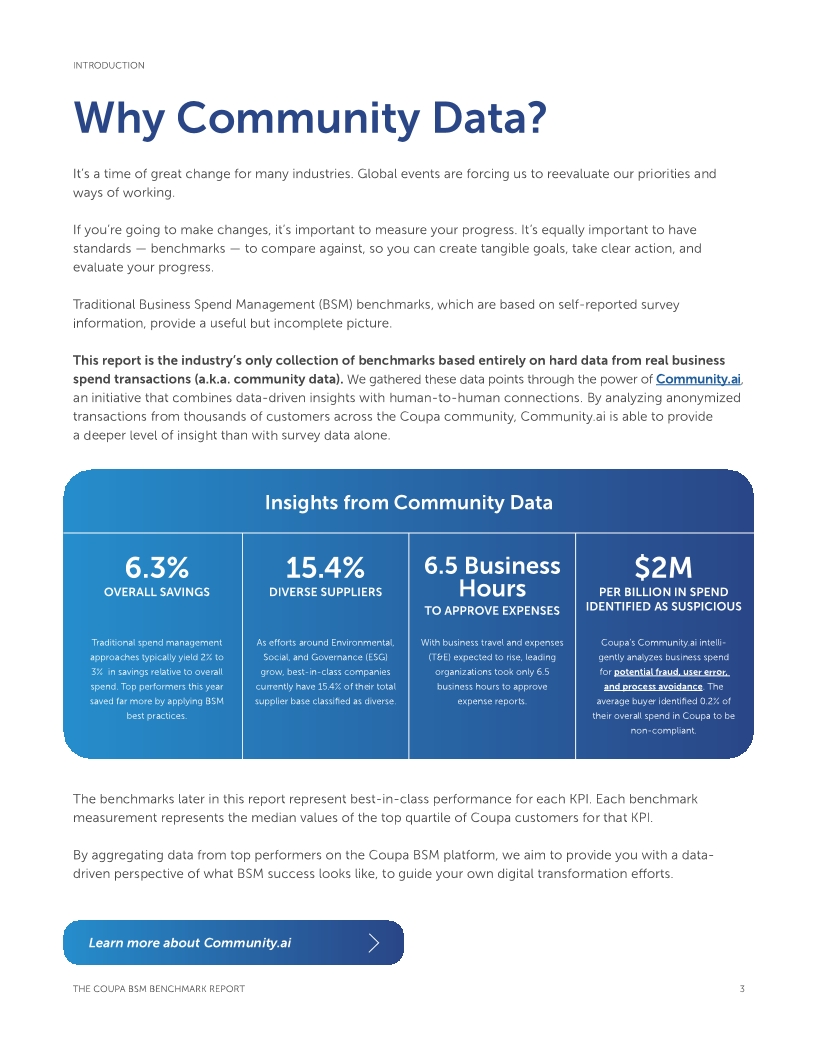 INTRODUCTION
Why Community Data?
It’s a time of great change for many industries. Global events are forcing us to reevaluate our priorities and
ways of working.
If you’re going to make changes, it’s important to measure your progress. It’s equally important to have
standards — benchmarks — to compare against, so you can create tangible goals, take clear action, and
evaluate your progress.
Traditional Business Spend Management (BSM) benchmarks, which are based on self-reported survey
information, provide a useful but incomplete picture.
This report is the industry’s only collection of benchmarks based entirely on hard data from real business
spend transactions (a.k.a. community data). We gathered these data points through the power of Community.ai,
an initiative that combines data-driven insights with human-to-human connections. By analyzing anonymized
transactions from thousands of customers across the Coupa community, Community.ai is able to provide
a deeper level of insight than with survey data alone.
Insights from Community Data
6.3%
OVERALL SAVINGS
Traditional spend management
approaches typically yield 2% to
3% in savings relative to overall
spend. Top performers this year
saved far more by applying BSM
best practices.
15.4%
DIVERSE SUPPLIERS
As efforts around Environmental,
Social, and Governance (ESG)
grow, best-in-class companies
currently have 15.4% of their total
supplier base classified as diverse.
6.5 Business
Hours
TO APPROVE EXPENSES
With business travel and expenses
(T&E) expected to rise, leading
organizations took only 6.5
business hours to approve
expense reports.
$2M
PER BILLION IN SPEND
IDENTIFIED AS SUSPICIOUS
Coupa’s Community.ai intelli-
gently analyzes business spend
for potential fraud, user error,
and process avoidance. The
average buyer identified 0.2% of
their overall spend in Coupa to be
non-compliant.
The benchmarks later in this report represent best-in-class performance for each KPI. Each benchmark
measurement represents the median values of the top quartile of Coupa customers for that KPI.
By aggregating data from top performers on the Coupa BSM platform, we aim to provide you with a data-
driven perspective of what BSM success looks like, to guide your own digital transformation efforts.
Learn more about Community.ai
THE COUPA BSM BENCHMARK REPORT
3